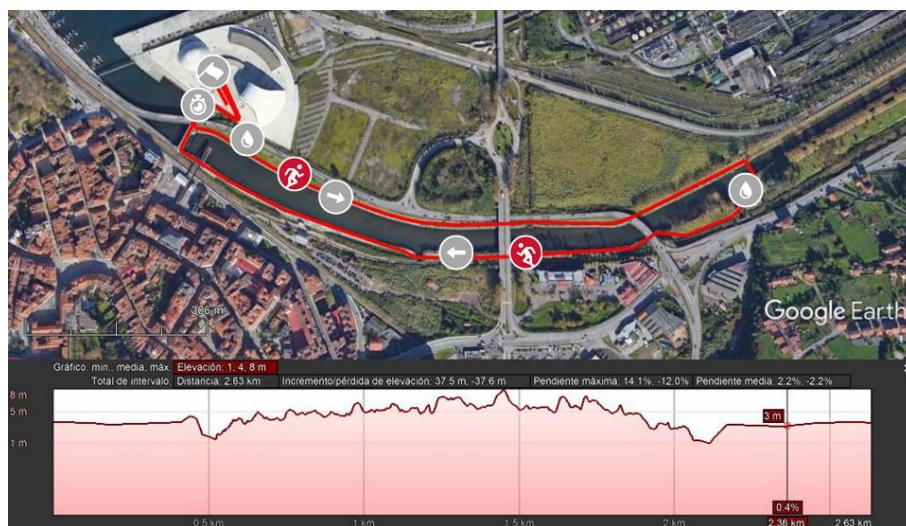 306 m
Google Earth
Gráfico: min., media, máx. Elevación: 1, 4, 8 m
Total de intervalo: Distancia: 2.63 km Incremento/pérdida de elevación: 37.5 m, -37.6 m Pendiente máxima: 14.1%, -12.0% Pendiente media: 2.2%, -2.2%
8 m
5 m
3 m
1 m
0.4%
0.5 km 1 km 1.5 km 2 km 2.36 km 2.63 km